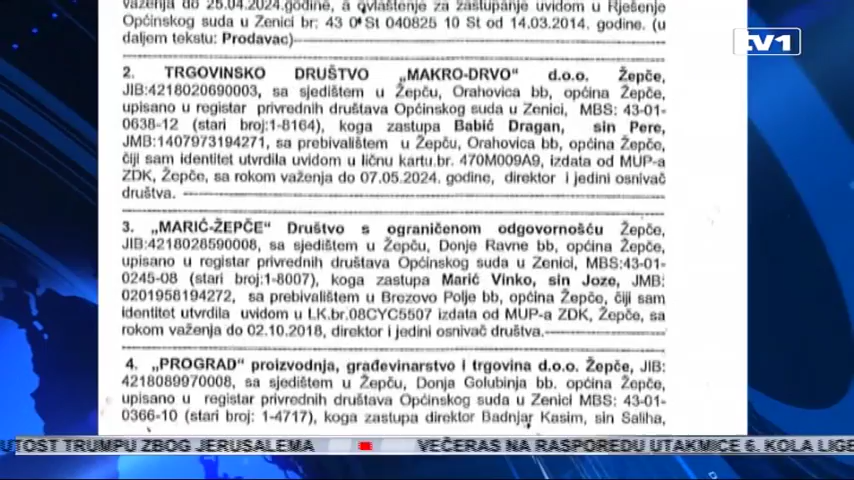 važenja do 25.04.2024.godine, a ovlaštenje za zastupanje uvidom u Rješenje
Općinskog suda u Zenici br: 43 0 St 040825 10 St od 14.03.2014. godine. (u
daljem tekstu: Prodavac)
tv1
2. TRGOVINSKO DRUŠTVO „MAKRO-DRVO" d.o.o. Žepče,
JIB:4218020690003, sa sjedištem u Žepču, Orahovica bb, općina Žepče,
upisano u registar privrednih društava Općinskog suda u Zenici, MBS: 43-01-
0638-12 (stari broj:1-8164), koga zastupa Babić Dragan, sin Pere,
JMB:1407973194271, sa prebivalištem u Žepču, Orahovica bb, općina Žepče,
čiji sam identitet utvrdila uvidom u ličnu kartu.br. 470M009A9, izdata od MUP-a
ZDK, Žepče, sa rokom važenja do 07.05.2024. godine, direktor i jedini osnivač
društva.
3. „MARIĆ-ŽEPČE" Društvo s ograničenom odgovornošću Žepče,
JIB:4218028590008, sa sjedištem u Žepču, Donje Ravne bb, općina Žepče,
upisano u registar privrednih društava Općinskog suda u Zenici, MBS:43-01-
0245-08 (stari broj:1-8007), koga zastupa Marić Vinko, sin Joze, JMB:
0201958194272, sa prebivalištem u Brezovo Polje bb, općina Žepče, čiji sam
identitet utvrdila uvidom u LK.br.08CYC5507 izdata od MUP-a ZDK, Žepče, sa
rokom važenja do 02.10.2018, direktor i jedini osnivač društva.
4. „PROGRAD" proizvodnja, građevinarstvo i trgovina d.o.o. Žepče, JIB:
4218089970008, sa sjedištem u Žepču, Donja Golubinja bb. općina Žepče,
upisano u registar privrednih društava Općinskog suda u Zenici MBS: 43-01-
0366-10 (stari broj: 1-4717), koga zastupa direktor Badnjar Kasim, sin Saliha,
UTOST TRUMPU ZBOG JERUSALEMA VEČERAS NA RASPOREDU UTAKMICE 6. KOLA LIGE